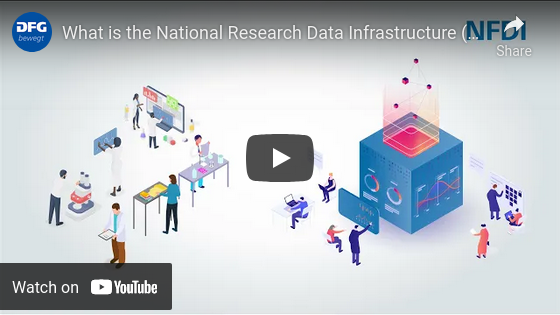 DFG
bewegt
What is the National Research Data Infrastructure (...
NFDI
Share
Watch on YouTube